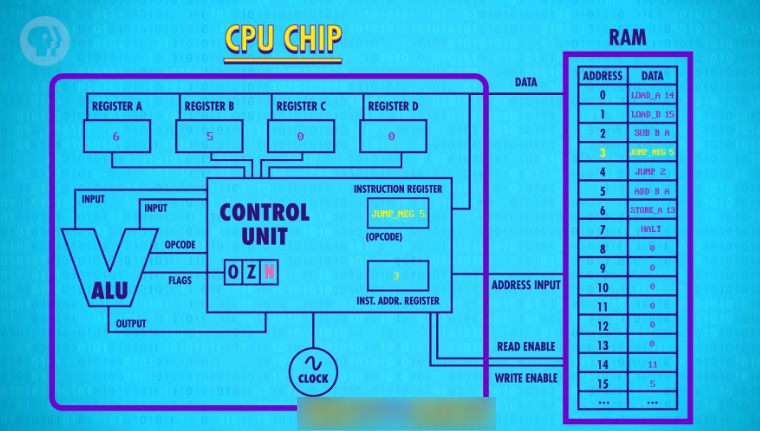 PBS
CPU CHIP
RAM
DATA
ADDRESS DATA
0 LOAD_A 14
1 LOAD_B 15
2 SUB B A
3 JUMP_NEG 5
4 JUMP 2
5 ADD B A
6 STORE_A 13
7 HALT
8 0
9 0
10 0
11 0
12 0
13 0
14 11
15 5
... ...
REGISTER A REGISTER B REGISTER C REGISTER D
6 5 0 0
INPUT
INPUT
OPCODE
FLAGS
ALU
OUTPUT
CONTROL
UNIT
O Z N
INSTRUCTION REGISTER
JUMP_NEG 5
(OPCODE)
3
INST. ADDR. REGISTER
CLOCK
ADDRESS INPUT
READ ENABLE
WRITE ENABLE